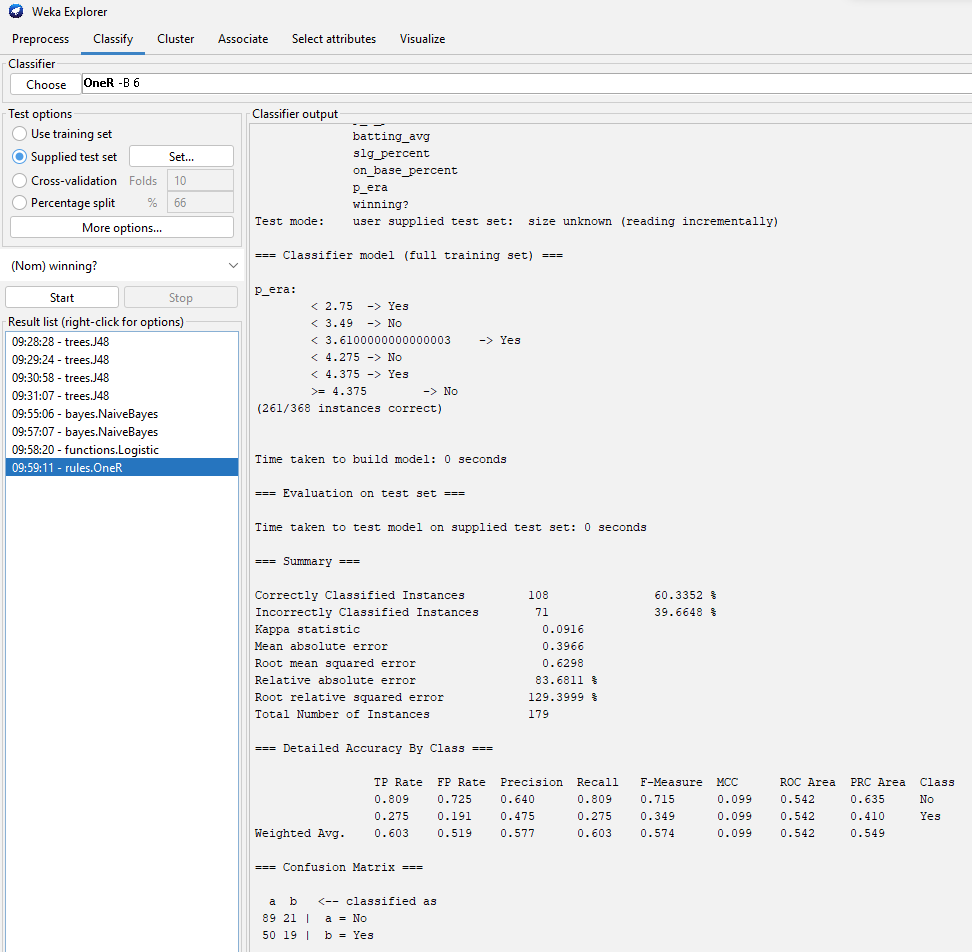 Weka Explorer
Preprocess Classify Cluster Associate Select attributes Visualize
Classifier
Choose OneR -B 6
Test options
Use training set
Supplied test set Set...
Cross-validation Folds 10
Percentage split % 66
More options...
(Nom) winning?
Start Stop
Result list (right-click for options)
09:28:28 - trees.J48
09:29:24 - trees.J48
09:30:58 - trees.J48
09:31:07 - trees.J48
09:55:06 - bayes.NaiveBayes
09:57:07 - bayes.NaiveBayes
09:58:20 - functions.Logistic
09:59:11 - rules.OneR
Classifier output
batting_avg
slg_percent
on_base_percent
p_era
winning?
Test mode: user supplied test set: size unknown (reading incrementally)
=== Classifier model (full training set) ===
p_era:
< 2.75 -> Yes
< 3.49 -> No
< 3.6100000000000003 -> Yes
< 4.275 -> No
< 4.375 -> Yes
>= 4.375 -> No
(261/368 instances correct)
Time taken to build model: 0 seconds
=== Evaluation on test set ===
Time taken to test model on supplied test set: 0 seconds
=== Summary ===
Correctly Classified Instances 108 60.3352 %
Incorrectly Classified Instances 71 39.6648 %
Kappa statistic 0.0916
Mean absolute error 0.3966
Root mean squared error 0.6298
Relative absolute error 83.6811 %
Root relative squared error 129.3999 %
Total Number of Instances 179
=== Detailed Accuracy By Class ===
TP Rate FP Rate Precision Recall F-Measure MCC ROC Area PRC Area Class
0.809 0.725 0.640 0.809 0.715 0.099 0.542 0.635 No
0.275 0.191 0.475 0.275 0.349 0.099 0.542 0.410 Yes
Weighted Avg. 0.603 0.519 0.577 0.603 0.574 0.099 0.542 0.549
=== Confusion Matrix ===
a b <-- classified as
89 21 | a = No
50 19 | b = Yes